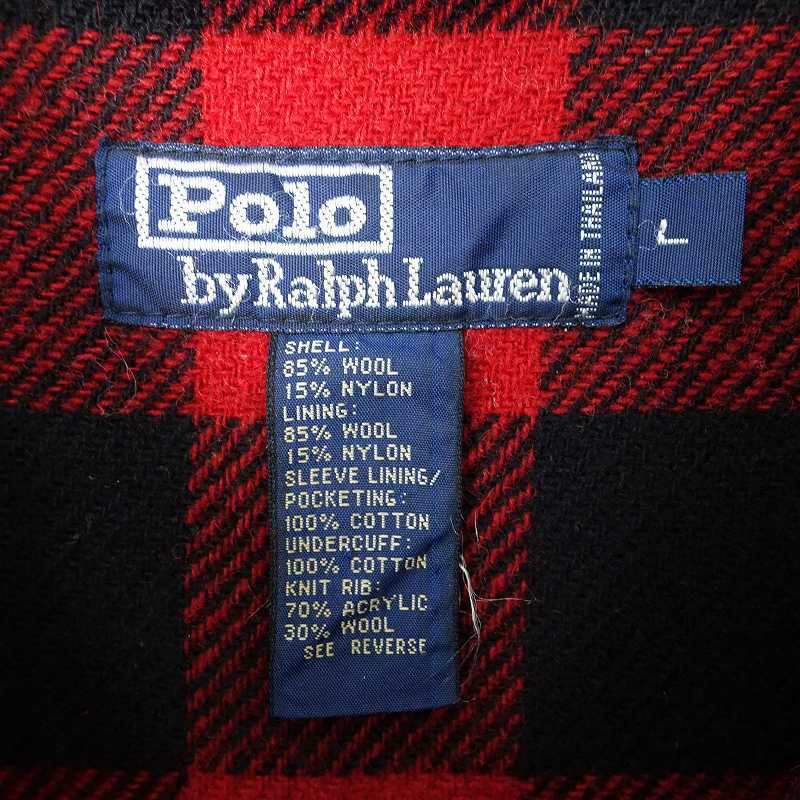 Polo
by Ralph Lauren
MADE IN THAILAND
L
SHELL:
85% WOOL
15% NYLON
LINING:
85% WOOL
15% NYLON
SLEEVE LINING/
POCKETING:
100% COTTON
UNDERCUFF:
100% COTTON
KNIT RIB:
70% ACRYLIC
30% WOOL
SEE REVERSE